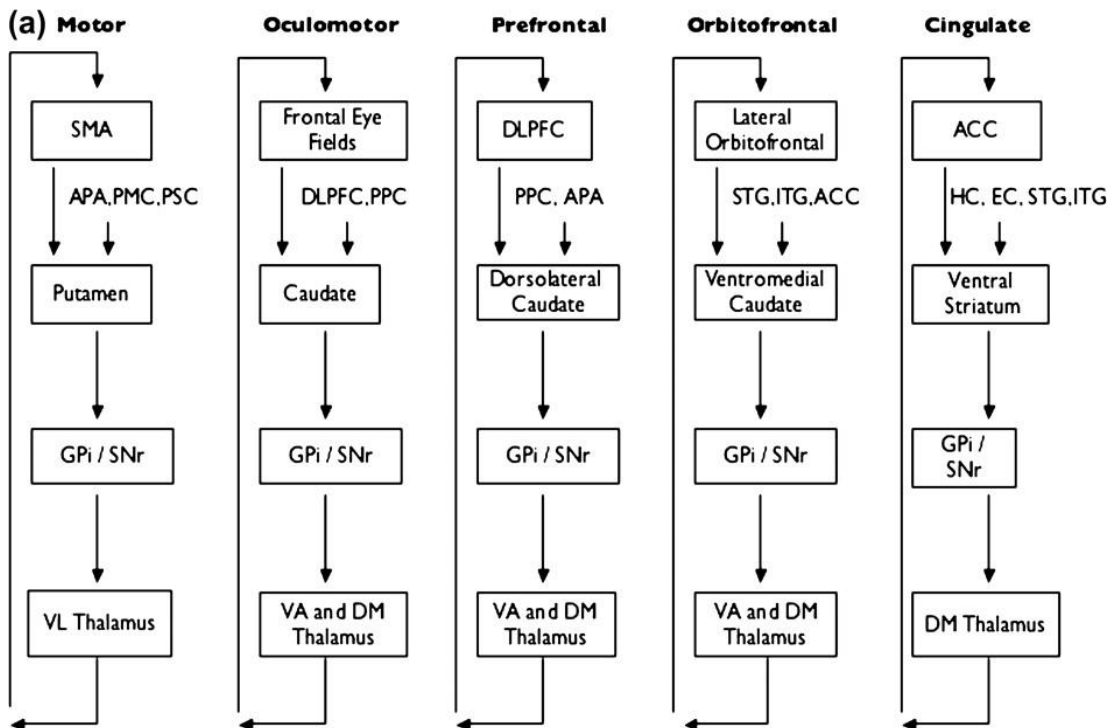 (a) Motor
Oculomotor
Prefrontal
Orbitofrontal
Cingulate
SMA
Frontal Eye
Fields
DLPFC
Lateral
Orbitofrontal
ACC
APA,PMC,PSC
DLPFC,PPC
PPC, APA
STG,ITG,ACC
HC, EC, STG,ITG
Putamen
Caudate
Dorsolateral
Caudate
Ventromedial
Caudate
Ventral
Striatum
GPi / SNr
GPi / SNr
GPi / SNr
GPi / SNr
GPi /
SNr
VL Thalamus
VA and DM
Thalamus
VA and DM
Thalamus
VA and DM
Thalamus
DM Thalamus